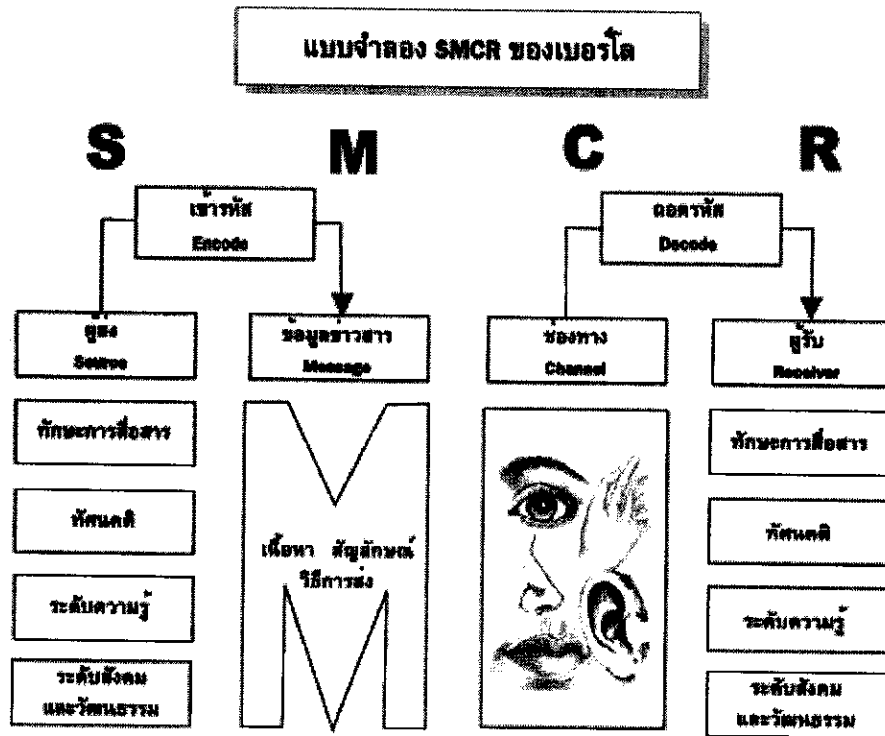 แบบจำลอง SMCR ของเบอร์โล
S M C R
เข้ารหัส
Encode
ถอดรหัส
Decode
ผู้ส่ง
Source
ข้อมูลข่าวสาร
Message
ช่องทาง
Channel
ผู้รับ
Receiver
ทักษะการสื่อสาร
ทัศนคติ
ระดับความรู้
ระดับสังคม
และวัฒนธรรม
เนื้อหา สัญลักษณ์
วิธีการส่ง
ทักษะการสื่อสาร
ทัศนคติ
ระดับความรู้
ระดับสังคม
และวัฒนธรรม